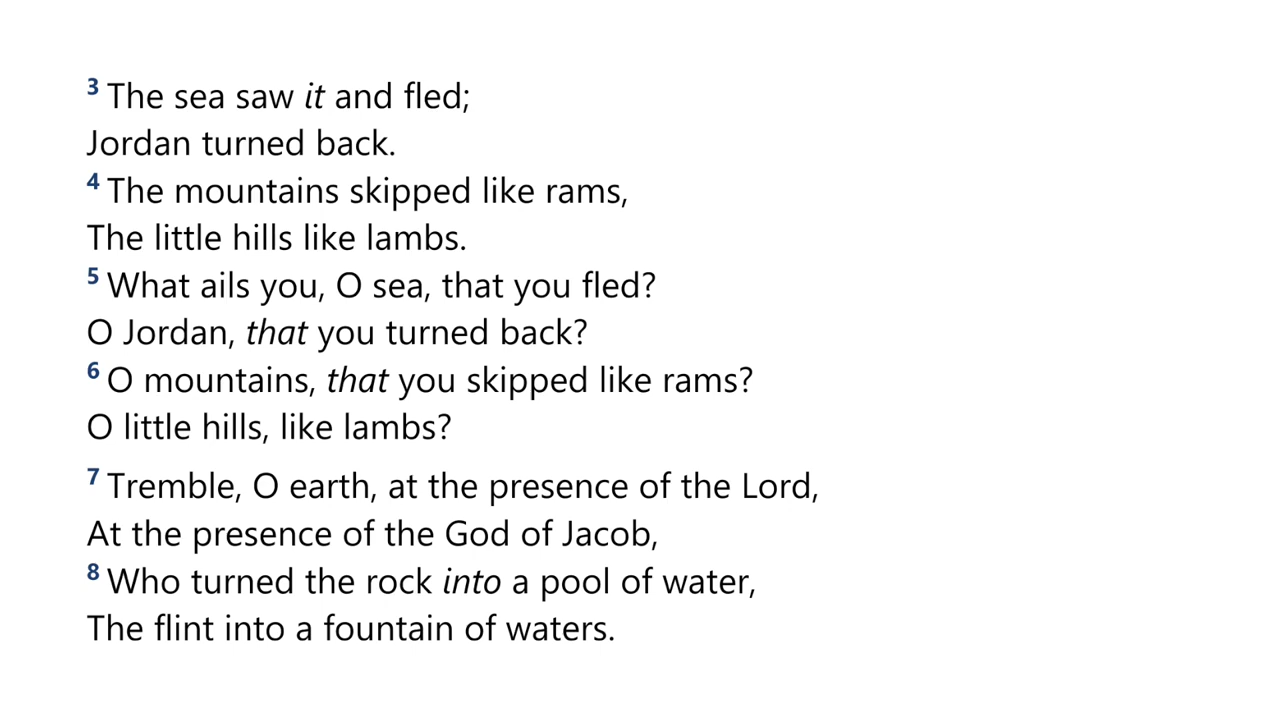 3 The sea saw it and fled;
Jordan turned back.
4 The mountains skipped like rams,
The little hills like lambs.
5 What ails you, O sea, that you fled?
O Jordan, that you turned back?
6 O mountains, that you skipped like rams?
O little hills, like lambs?
7 Tremble, O earth, at the presence of the Lord,
At the presence of the God of Jacob,
8 Who turned the rock into a pool of water,
The flint into a fountain of waters.